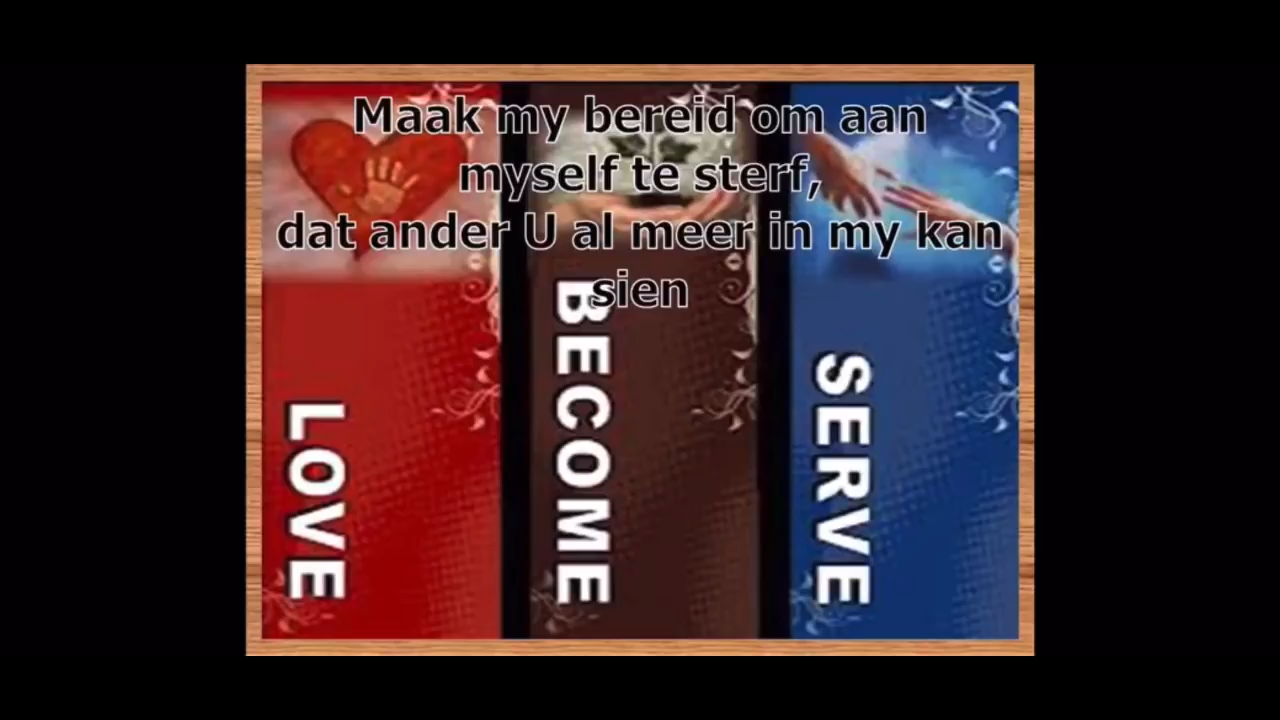 Maak my bereid om aan
myself te sterf,
dat ander U al meer in my kan
sien
LOVE
BECOME
SERVE